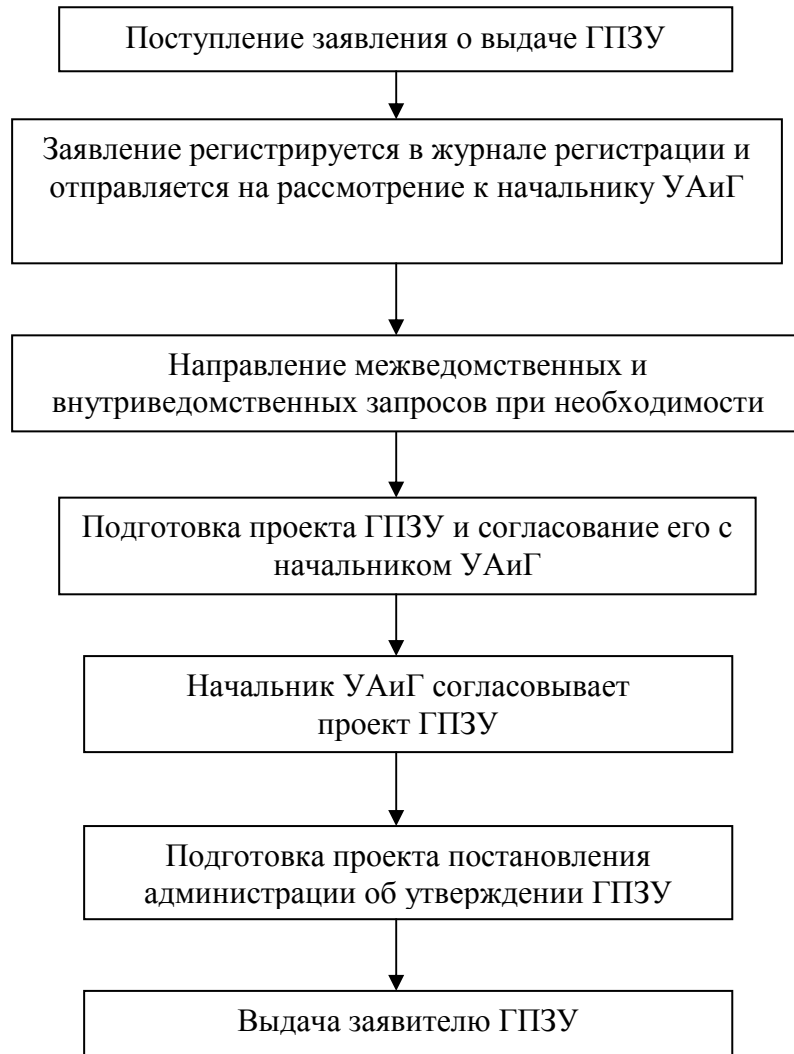 Поступление заявления о выдаче ГПЗУ
Заявление регистрируется в журнале регистрации и
отправляется на рассмотрение к начальнику УАиГ
Направление межведомственных и
внутриведомственных запросов при необходимости
Подготовка проекта ГПЗУ и согласование его с
начальником УАиГ
Начальник УАиГ согласовывает
проект ГПЗУ
Подготовка проекта постановления
администрации об утверждении ГПЗУ
Выдача заявителю ГПЗУ